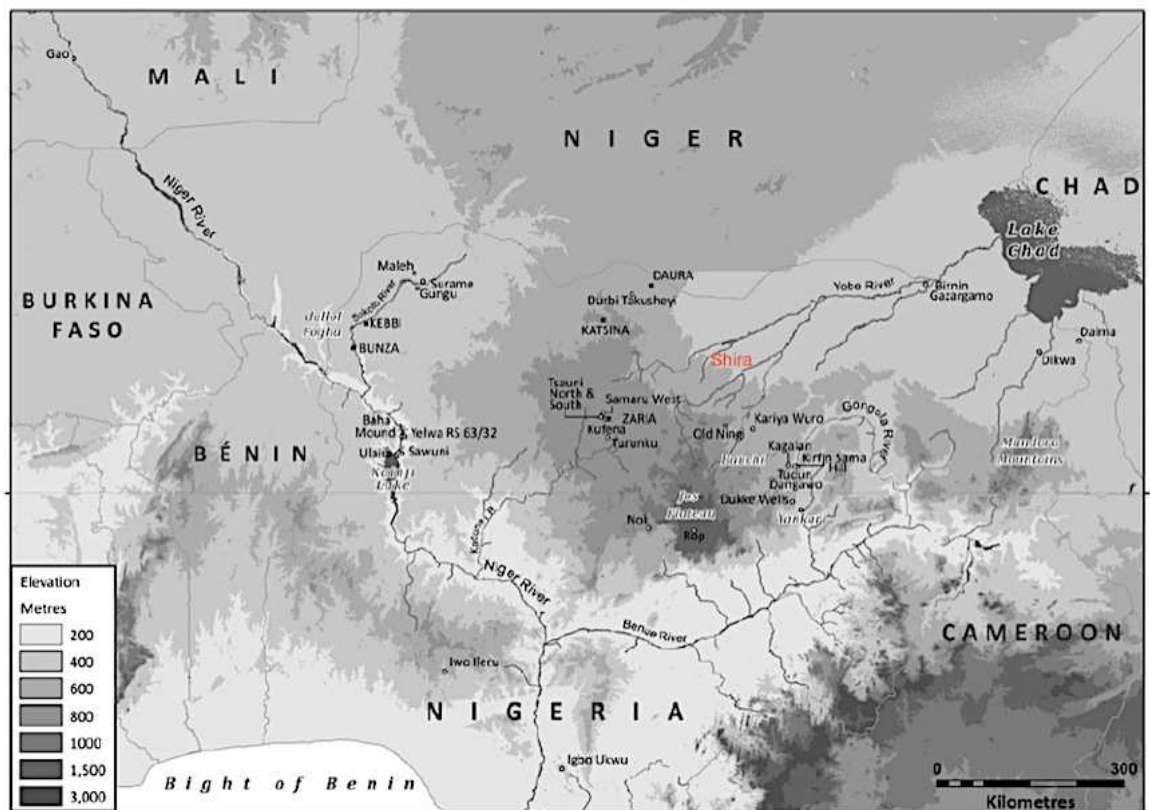 Gao
MALI
NIGER
CHAD
Niger River
Lake
Chad
Maleh
Surame
Gungu
Sokoto River
DAURA
Durbi Takusheyi
KATSINA
Yobe River
Birnin
Gazargamo
BURKINA
FASO
dullol
Fogha
KEBBI
BUNZA
Daima
Dikwa
Shira
Tsauni
North &
South
Samaru West
ZARIA
Kufena
Turunku
Kariya Wuro
Old Ningi
Gongola River
Baha
Mound
Yelwa RS 63/32
Ulaira
Sawuni
Kainji
Lake
BÉNIN
Bauchi
Kagalan
Kirfin Sama
Hill
Tudun
Dangawo
Dukke Wells
Yankari
Mandara
Mountains
Jos
Plateau
Nok
Rop
Kaduna R
Niger River
Benue River
Elevation
Metres
200
400
600
800
1000
1,500
3,000
CAMEROON
Iwo Ileru
NIGERIA
Igbo Ukwu
Bight of Benin
0
300
Kilometres